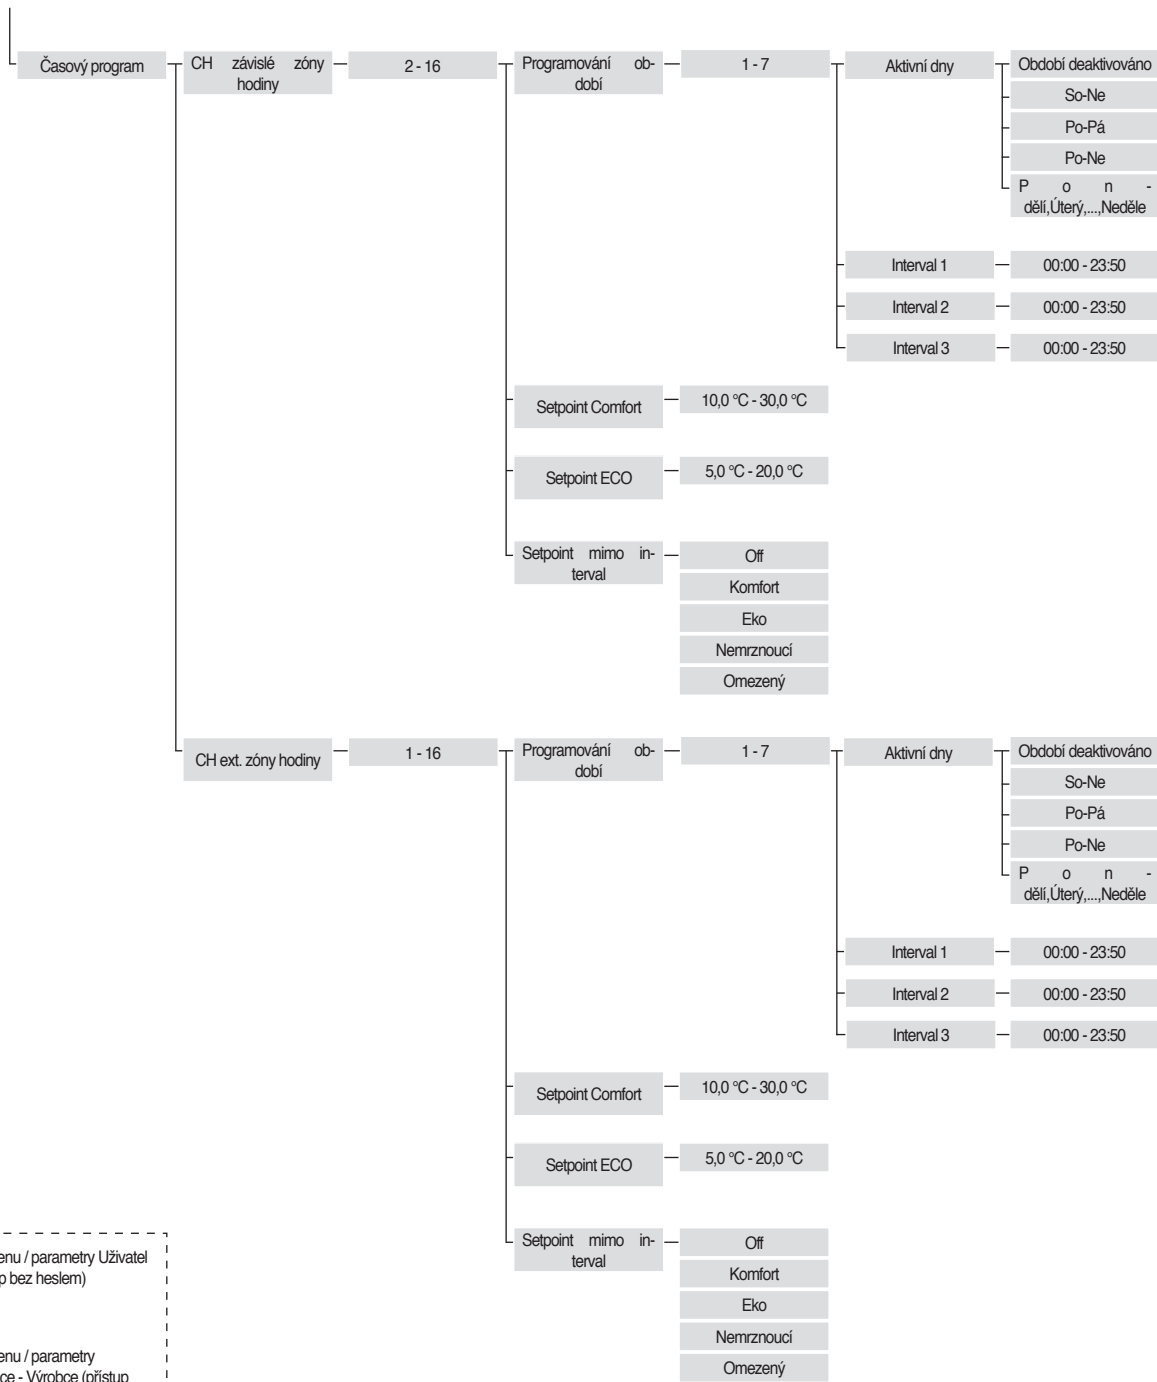 Časový program
CH závislé zóny
hodiny
2 - 16
Programování ob-
dobí
1 - 7
Aktivní dny
Období deaktivováno
So-Ne
Po-Pá
Po-Ne
P o n -
dělí,Úterý,...,Neděle
Interval 1
00:00 - 23:50
Interval 2
00:00 - 23:50
Interval 3
00:00 - 23:50
Setpoint Comfort
10,0 °C - 30,0 °C
Setpoint ECO
5,0 °C - 20,0 °C
Setpoint mimo in-
terval
Off
Komfort
Eko
Nemrznoucí
Omezený
CH ext. zóny hodiny
1 - 16
Programování ob-
dobí
1 - 7
Aktivní dny
Období deaktivováno
So-Ne
Po-Pá
Po-Ne
P o n -
dělí,Úterý,...,Neděle
Interval 1
00:00 - 23:50
Interval 2
00:00 - 23:50
Interval 3
00:00 - 23:50
Setpoint Comfort
10,0 °C - 30,0 °C
Setpoint ECO
5,0 °C - 20,0 °C
Setpoint mimo in-
terval
Off
Komfort
Eko
Nemrznoucí
Omezený
enu / parametry Uživatel
p bez heslem)
enu / parametry
ce - Výrobce (přístup